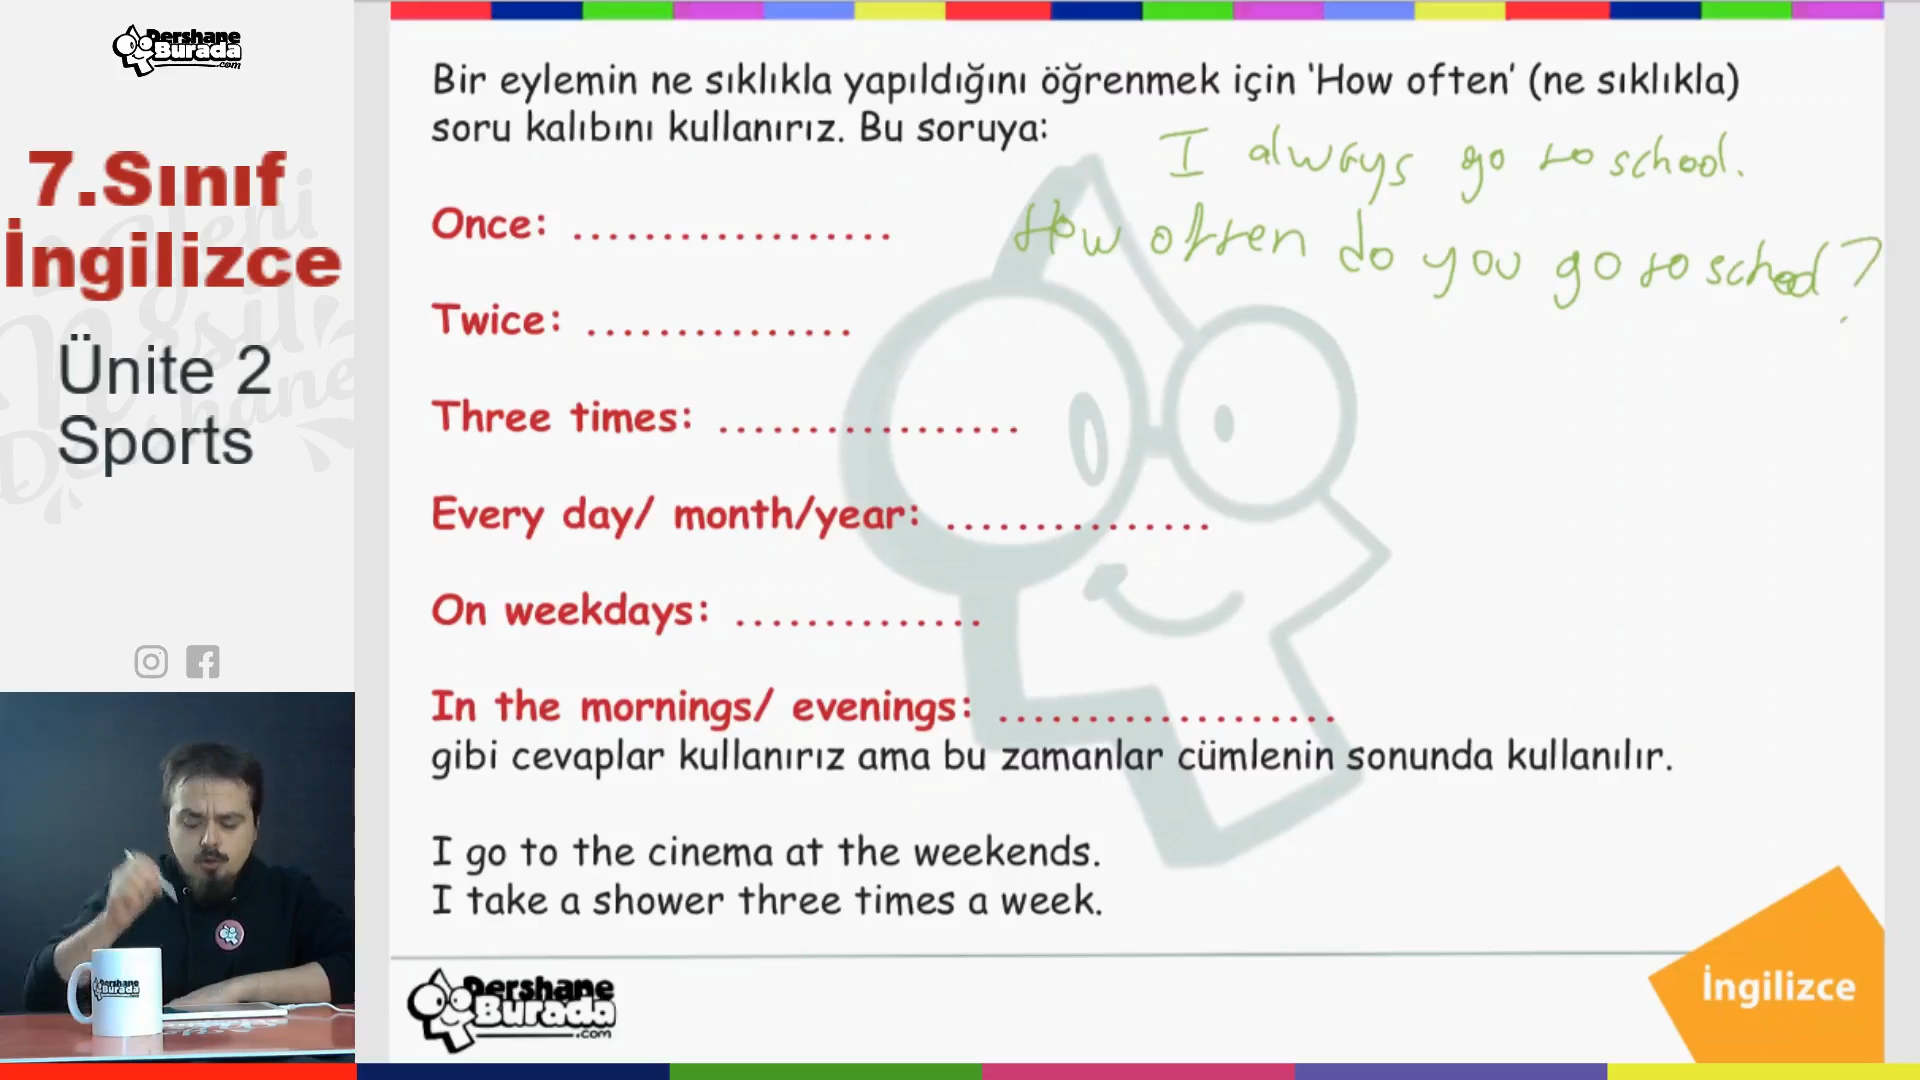 Dershane
Burada
.com
7.Sınıf
İngilizce
Ünite 2
Sports
Bir eylemin ne sıklıkla yapıldığını öğrenmek için 'How often' (ne sıklıkla)
soru kalıbını kullanırız. Bu soruya:
I always go to school.
How often do you go to school?
Once: ..................
Twice: ...............
Three times: .................
Every day/ month/year: ...............
On weekdays: ..............
In the mornings/ evenings: ...................
gibi cevaplar kullanırız ama bu zamanlar cümlenin sonunda kullanılır.
I go to the cinema at the weekends.
I take a shower three times a week.
Dershane
Burada
.com
İngilizce
Dershane
Burada